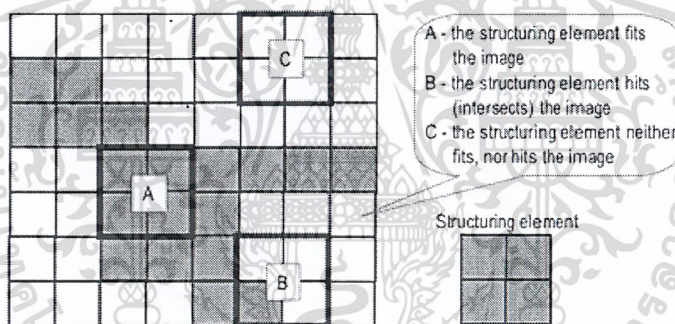 C
A
B
A - the structuring element fits
the image
B - the structuring element hits
(intersects) the image
C - the structuring element neither
fits, nor hits the image
Structuring element